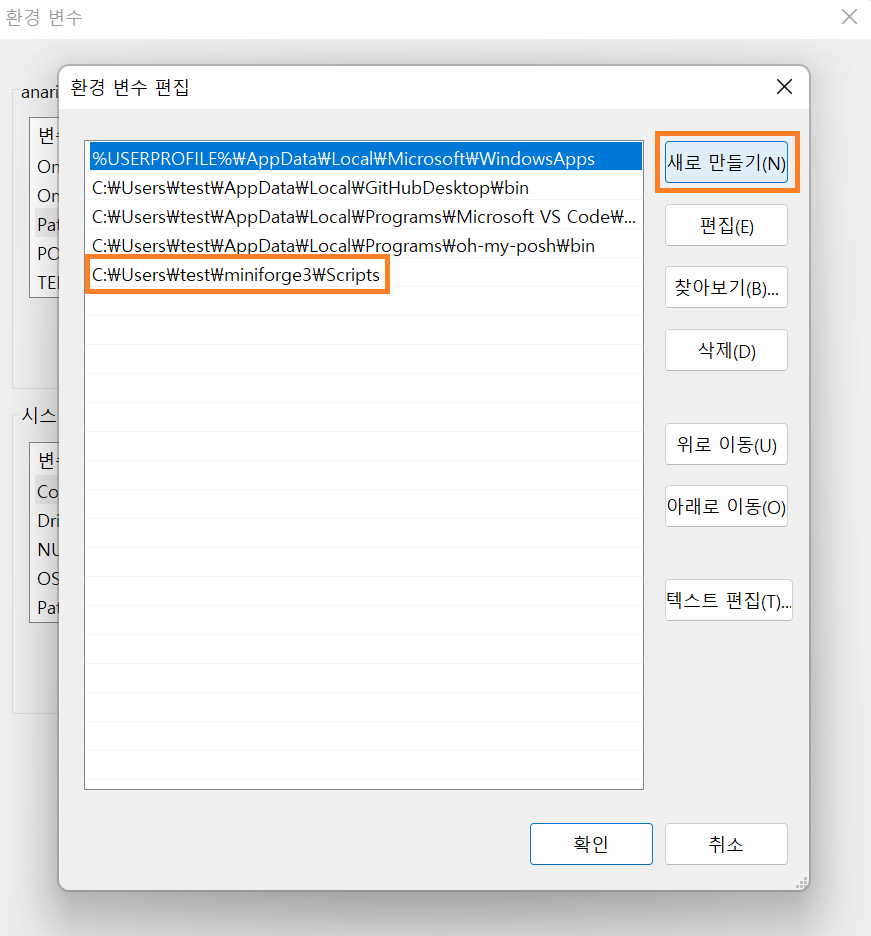 환경 변수
환경 변수 편집
anari
변수
On
On
Pat
PO
TEI
%USERPROFILE%₩AppData₩Local₩Microsoft₩WindowsApps
C:₩Users₩test₩AppData₩Local₩GitHubDesktop₩bin
C:₩Users₩test₩AppData₩Local₩Programs₩Microsoft VS Code₩...
C:₩Users₩test₩AppData₩Local₩Programs₩oh-my-posh₩bin
C:₩Users₩test₩miniforge3₩Scripts
새로 만들기(N)
편집(E)
찾아보기(B)...
삭제(D)
위로 이동(U)
아래로 이동(O)
텍스트 편집(T)...
시스
변수
Co
Dri
NU
OS
Pat
확인
취소